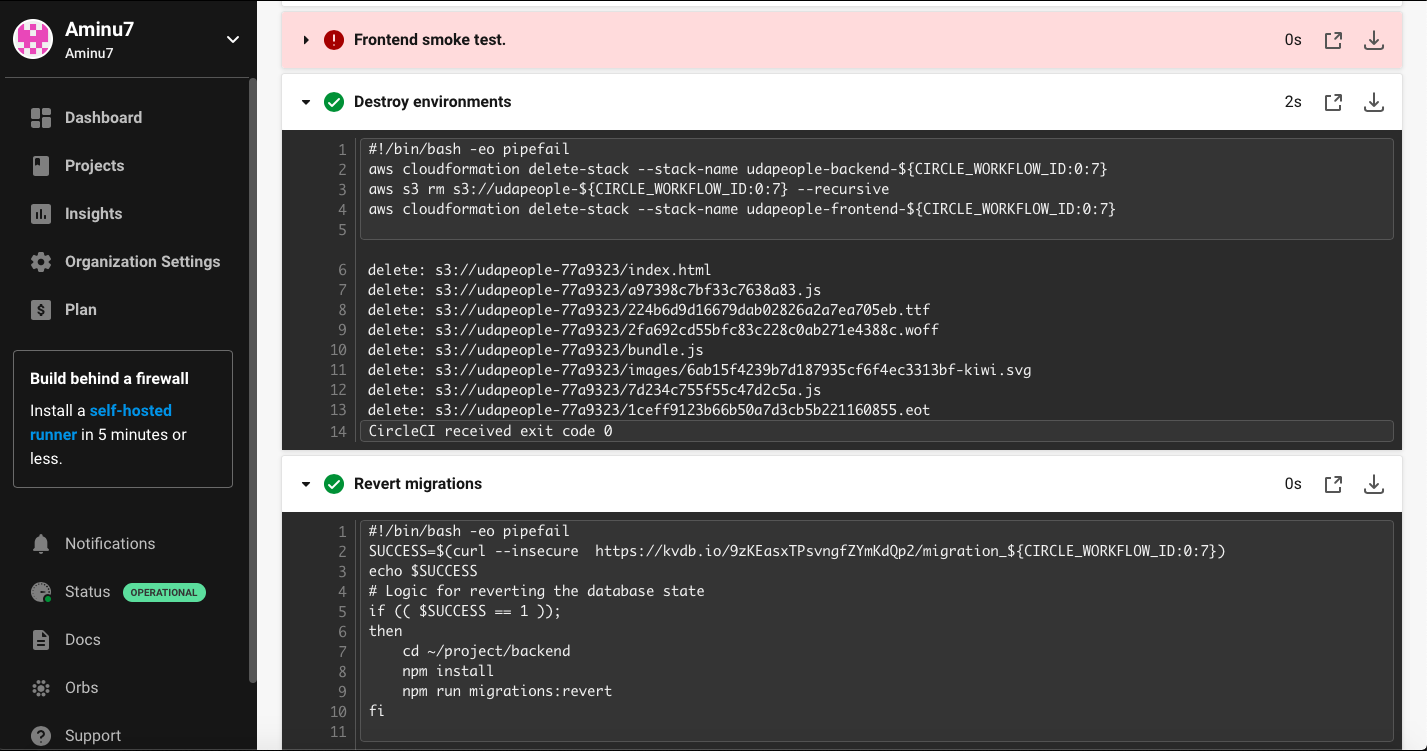 Aminu7
Aminu7
Dashboard
Projects
Insights
Organization Settings
Plan
Build behind a firewall
Install a self-hosted
runner in 5 minutes or
less.
Notifications
Status OPERATIONAL
Docs
Orbs
Support
Frontend smoke test. 0s
Destroy environments 2s
1 #!/bin/bash -eo pipefail
2 aws cloudformation delete-stack --stack-name udapeople-backend-${CIRCLE_WORKFLOW_ID:0:7}
3 aws s3 rm s3://udapeople-${CIRCLE_WORKFLOW_ID:0:7} --recursive
4 aws cloudformation delete-stack --stack-name udapeople-frontend-${CIRCLE_WORKFLOW_ID:0:7}
5
6 delete: s3://udapeople-77a9323/index.html
7 delete: s3://udapeople-77a9323/a97398c7bf33c7638a83.js
8 delete: s3://udapeople-77a9323/224b6d9d16679dab02826a2a7ea705eb.ttf
9 delete: s3://udapeople-77a9323/2fa692cd55bfc83c228c0ab271e4388c.woff
10 delete: s3://udapeople-77a9323/bundle.js
11 delete: s3://udapeople-77a9323/images/6ab15f4239b7d187935cf6f4ec3313bf-kiwi.svg
12 delete: s3://udapeople-77a9323/7d234c755f55c47d2c5a.js
13 delete: s3://udapeople-77a9323/1ceff9123b66b50a7d3cb5b221160855.eot
14 CircleCI received exit code 0
Revert migrations 0s
1 #!/bin/bash -eo pipefail
2 SUCCESS=$(curl --insecure  https://kvdb.io/9zKEasxTPsvngfZYmKdQp2/migration_${CIRCLE_WORKFLOW_ID:0:7})
3 echo $SUCCESS
4 # Logic for reverting the database state
5 if (( $SUCCESS == 1 ));
6 then
7     cd ~/project/backend
8     npm install
9     npm run migrations:revert
10 fi
11